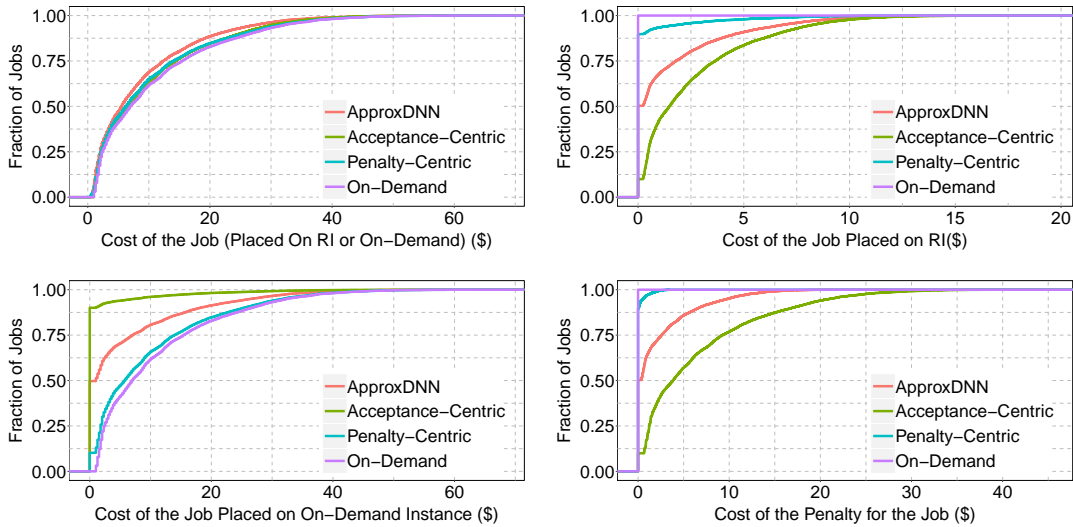 Fraction of Jobs
1.00
0.75
0.50
0.25
0.00
ApproxDNN
Acceptance−Centric
Penalty−Centric
On−Demand
0 20 40 60
Cost of the Job (Placed On RI or On−Demand) ($)
Fraction of Jobs
1.00
0.75
0.50
0.25
0.00
ApproxDNN
Acceptance−Centric
Penalty−Centric
On−Demand
0 5 10 15 20
Cost of the Job Placed on RI($)
Fraction of Jobs
1.00
0.75
0.50
0.25
0.00
ApproxDNN
Acceptance−Centric
Penalty−Centric
On−Demand
0 20 40 60
Cost of the Job Placed on On−Demand Instance ($)
Fraction of Jobs
1.00
0.75
0.50
0.25
0.00
ApproxDNN
Acceptance−Centric
Penalty−Centric
On−Demand
0 10 20 30 40
Cost of the Penalty for the Job ($)